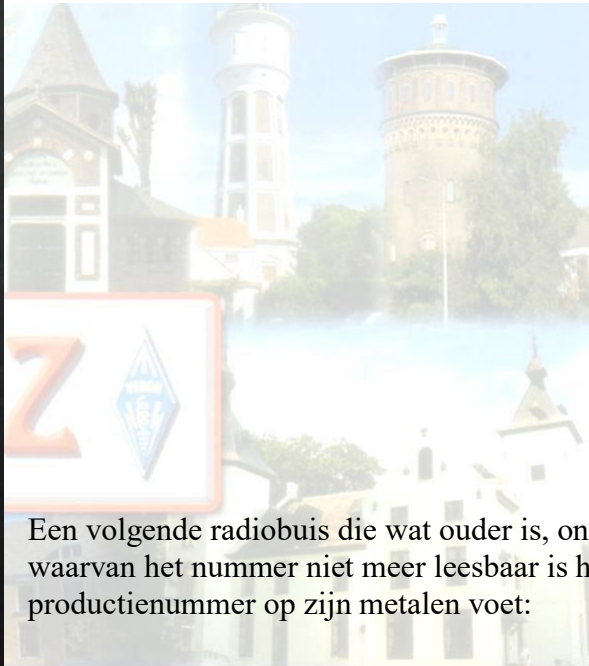 Z
Een volgende radiobuis die wat ouder is, on
waarvan het nummer niet meer leesbaar is h
productienummer op zijn metalen voet: